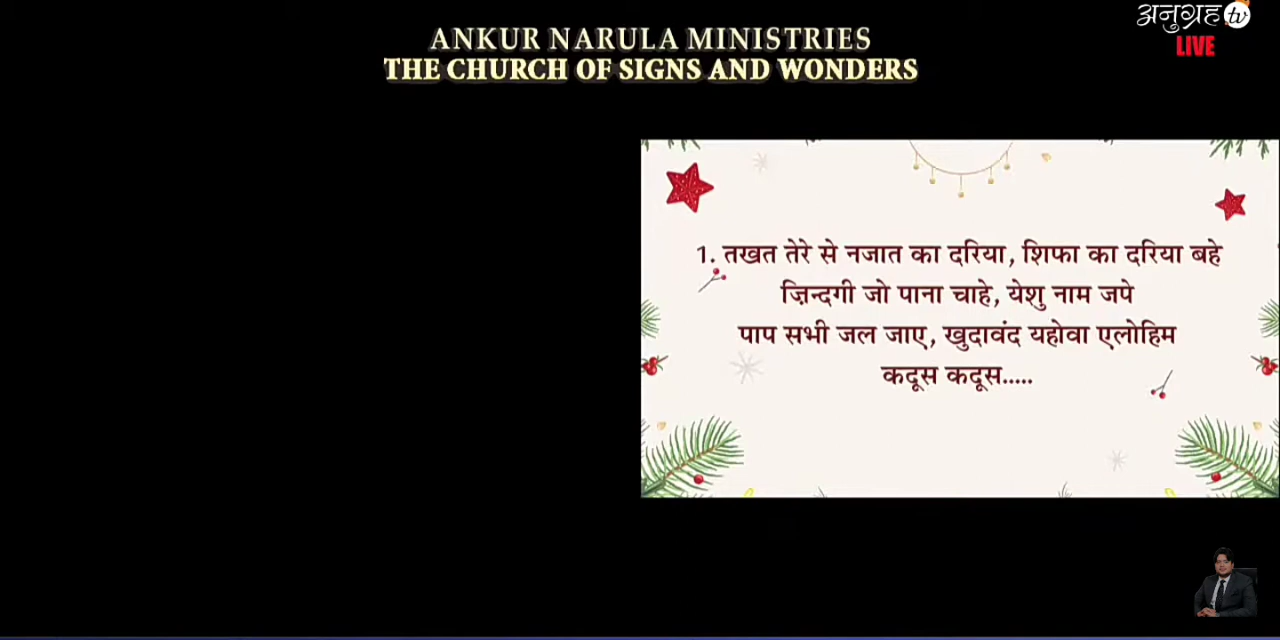 अनुग्रह tv
LIVE
ANKUR NARULA MINISTRIES
THE CHURCH OF SIGNS AND WONDERS
1. तखत तेरे से नजात का दरिया, शिफा का दरिया बहे
ज़िन्दगी जो पाना चाहे, येशु नाम जपे
पाप सभी जल जाए, खुदावंद यहोवा एलोहिम
कदूस कदूस.....